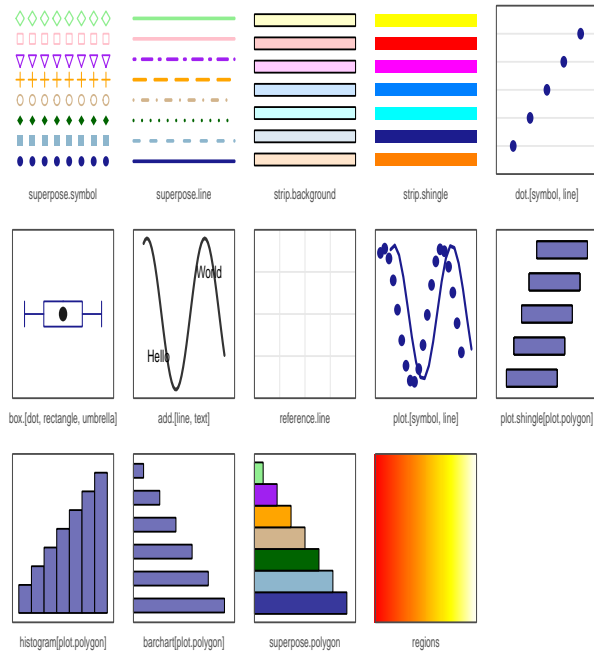 superpose.symbol
superpose.line
strip.background
strip.shingle
dot.[symbol, line]
World
Hello
box.[dot, rectangle, umbrella]
add.[line, text]
reference.line
plot.[symbol, line]
plot.shingle[plot.polygon]
histogram[plot.polygon]
barchart[plot.polygon]
superpose.polygon
regions